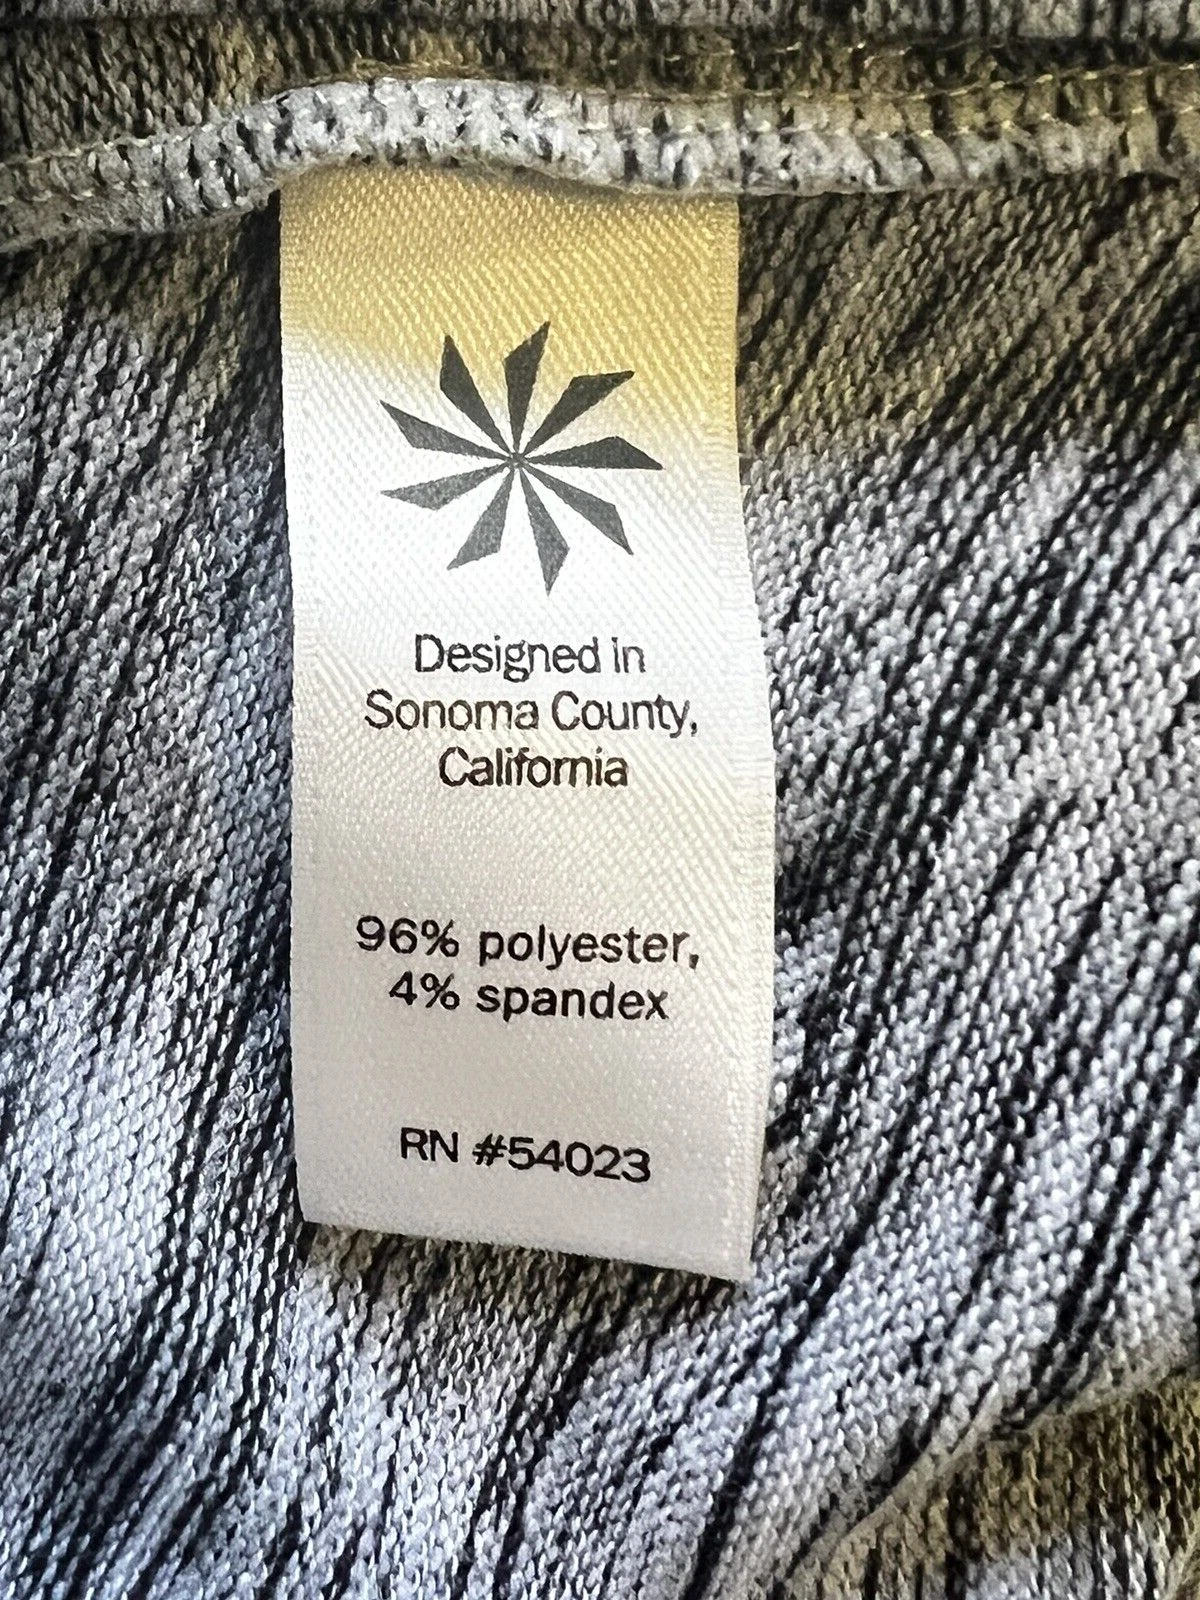 Designed in
Sonoma County,
California
96% polyester,
4% spandex
RN #54023